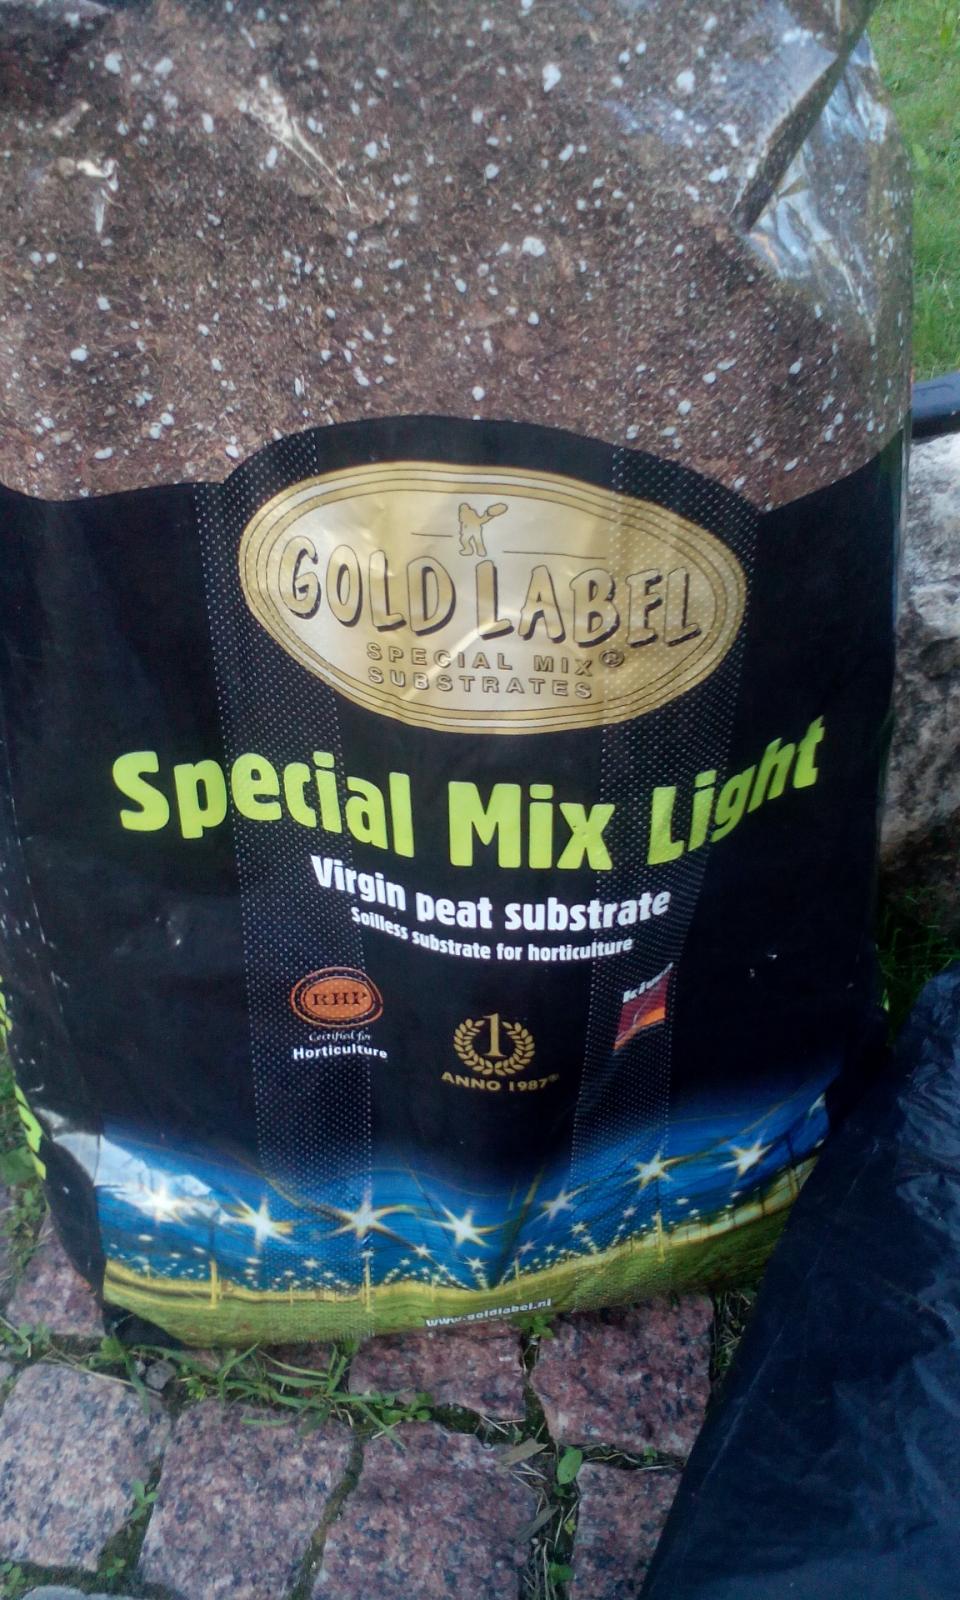 GOLD LABEL
SPECIAL MIX®
SUBSTRATES
Special Mix Light
Virgin peat substrate
Soilless substrate for horticulture
RHP
Certified for
Horticulture
1
ANNO 1987®
www.goldlabel.nl